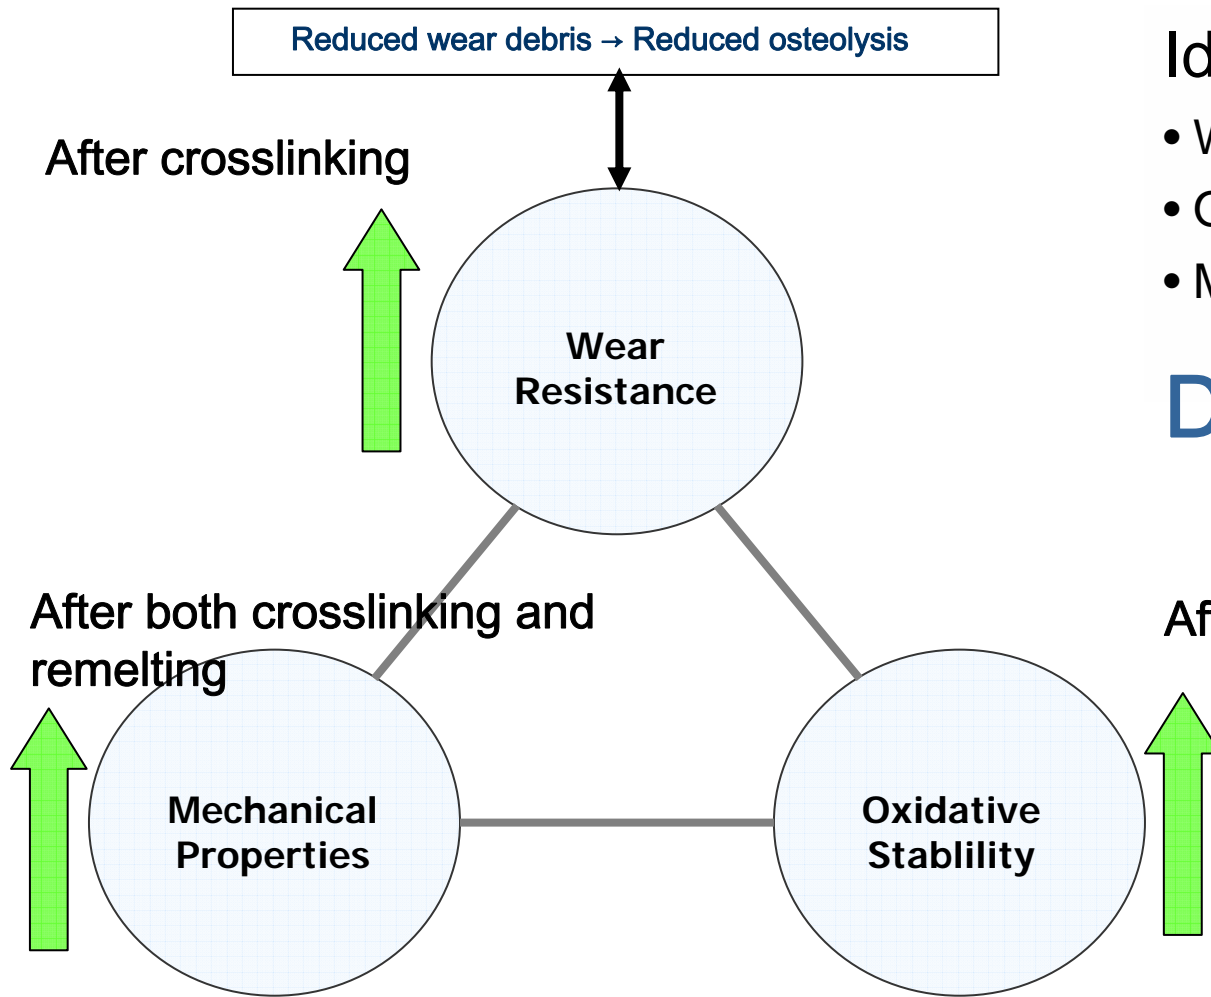 Reduced wear debris → Reduced osteolysis
After crosslinking
Wear
Resistance
After both crosslinking and
remelting
Mechanical
Properties
Oxidative
Stablility